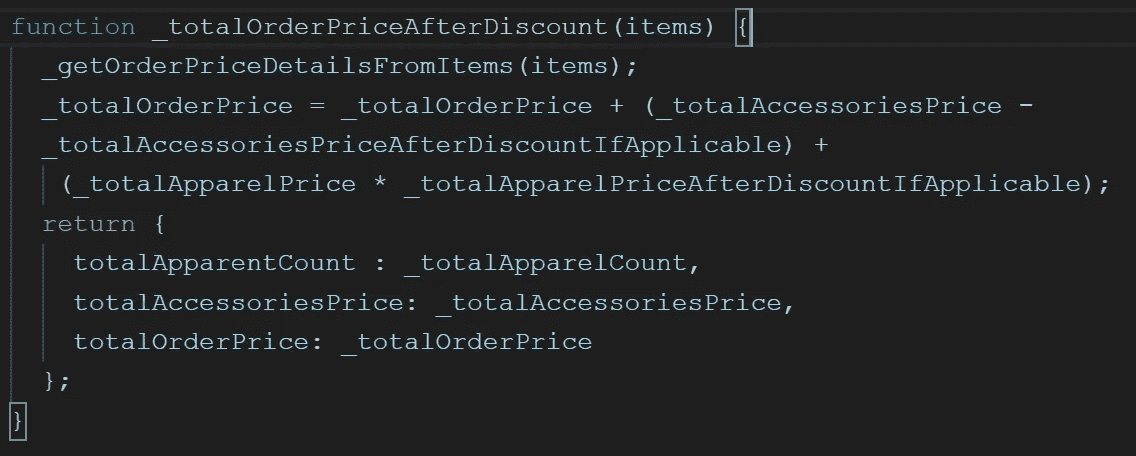 function _totalOrderPriceAfterDiscount(items) {
_getOrderPriceDetailsFromItems(items);
_totalOrderPrice = _totalOrderPrice + (_totalAccessoriesPrice -
_totalAccessoriesPriceAfterDiscountIfApplicable) +
(_totalApparelPrice * _totalApparelPriceAfterDiscountIfApplicable);
return {
totalApparentCount : _totalApparelCount,
totalAccessoriesPrice: _totalAccessoriesPrice,
totalOrderPrice: _totalOrderPrice
};
}